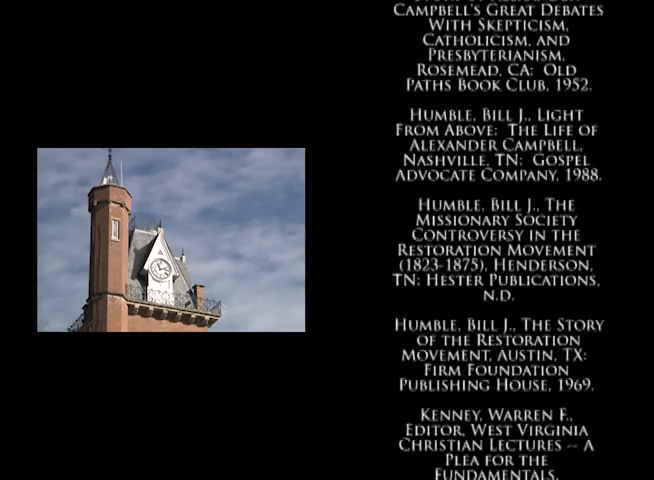 Campbell's Great Debates
With Skepticism,
Catholicism, and
Presbyterianism,
Rosemead, CA: Old
Paths Book Club, 1952.
Humble, Bill J., Light
From Above: The Life of
Alexander Campbell,
Nashville, TN: Gospel
Advocate Company, 1988.
Humble, Bill J., The
Missionary Society
Controversy in the
Restoration Movement
(1823-1875), Henderson,
TN: Hester Publications,
N.D.
Humble, Bill J., The Story
of the Restoration
Movement, Austin, TX:
Firm Foundation
Publishing House, 1969.
Kenney, Warren F.,
Editor, West Virginia
Christian Lectures -- A
Plea for the
Fundamentals,